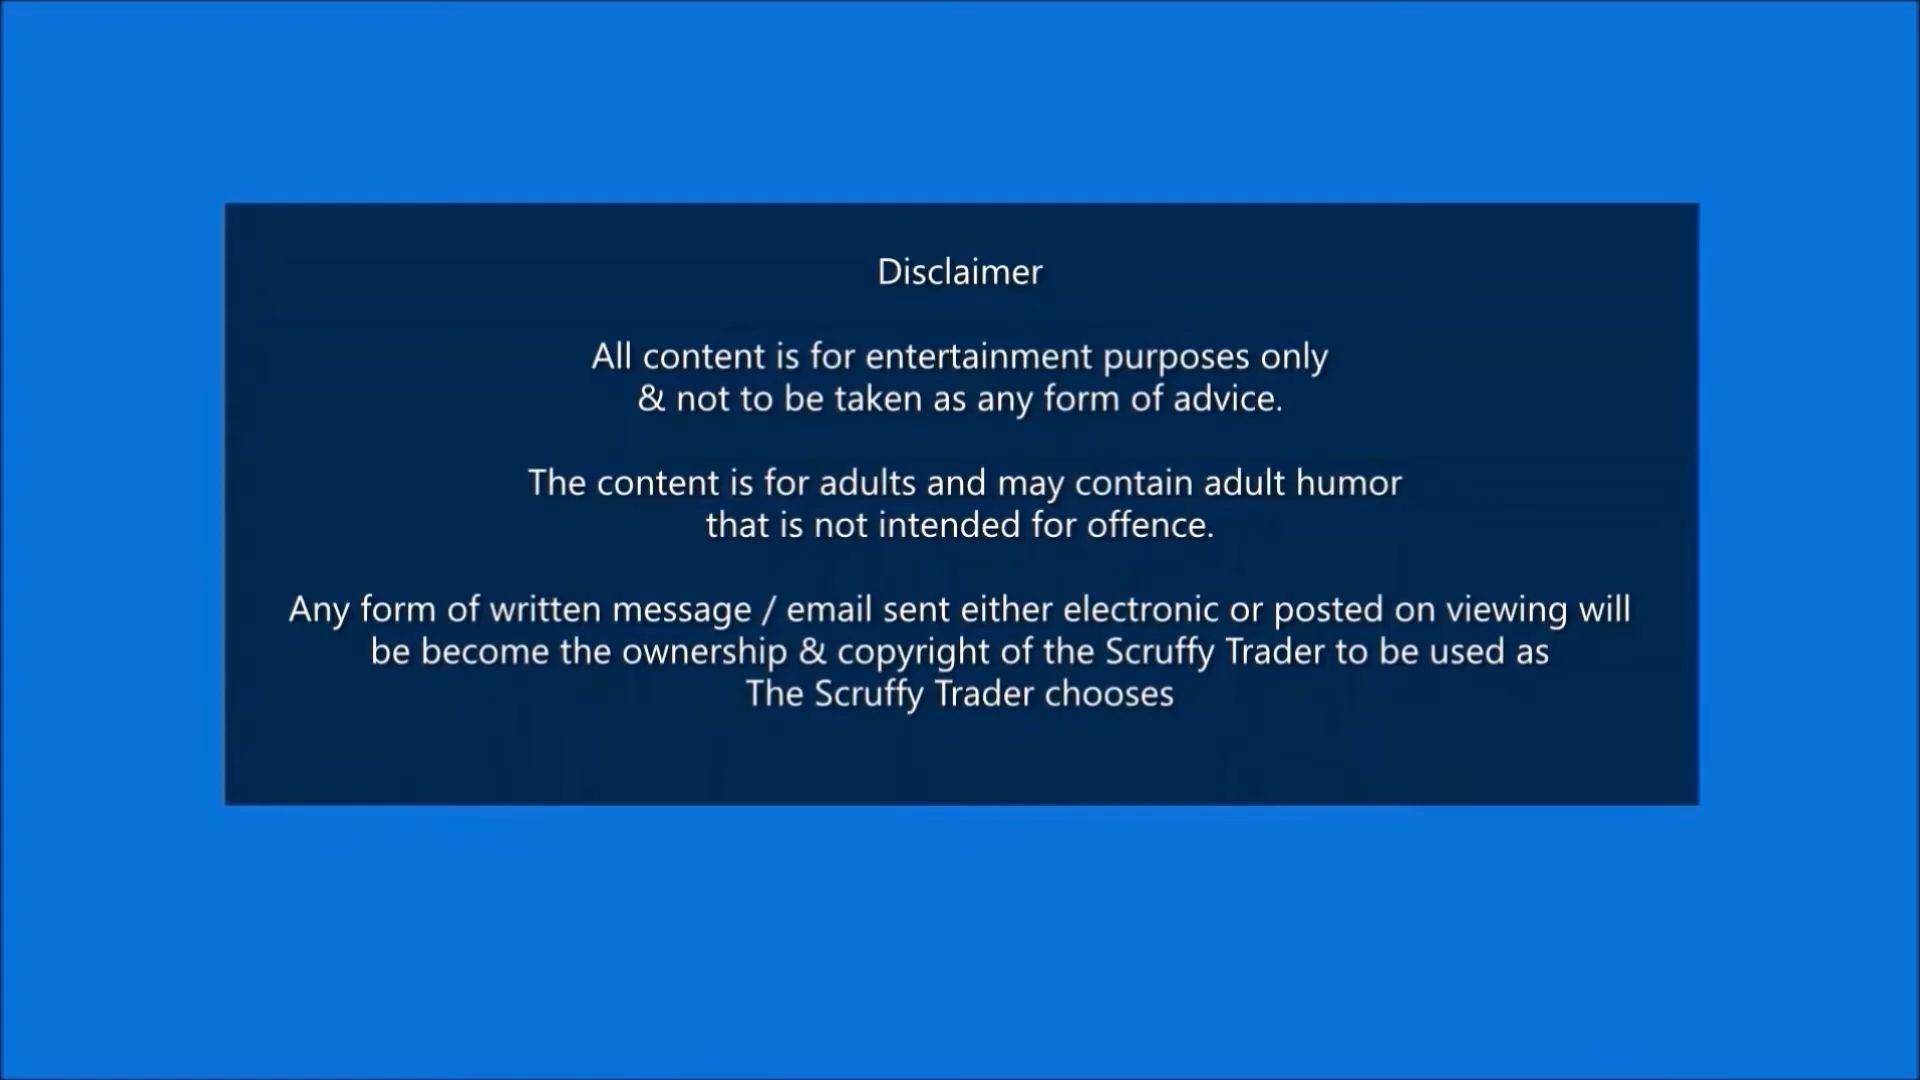 Disclaimer
All content is for entertainment purposes only
& not to be taken as any form of advice.
The content is for adults and may contain adult humor
that is not intended for offence.
Any form of written message / email sent either electronic or posted on viewing will
be become the ownership & copyright of the Scruffy Trader to be used as
The Scruffy Trader chooses